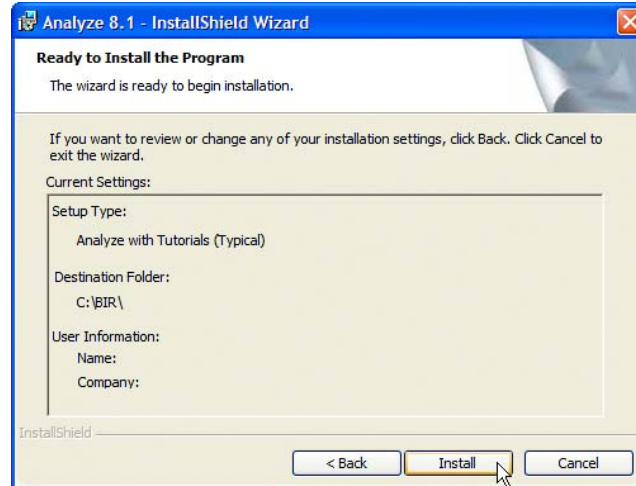 Analyze 8.1 - InstallShield Wizard
Ready to Install the Program
The wizard is ready to begin installation.
If you want to review or change any of your installation settings, click Back. Click Cancel to
exit the wizard.
Current Settings:
Setup Type:
Analyze with Tutorials (Typical)
Destination Folder:
C:\BIR\
User Information:
Name:
Company:
InstallShield
< Back
Install
Cancel